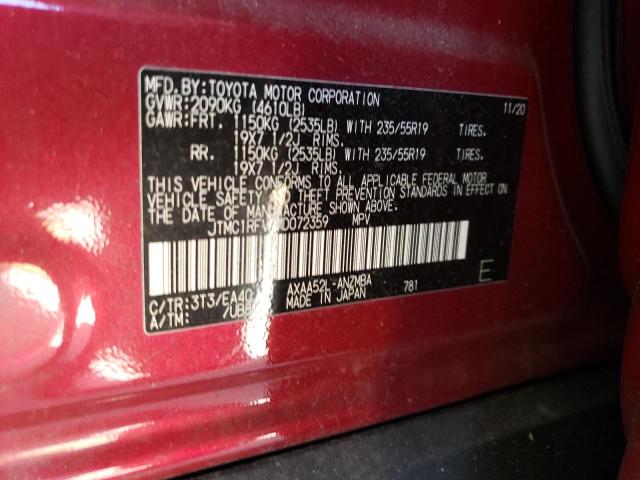 MFD.BY:TOYOTA MOTOR CORPORATION 11/20
GVWR:2090KG (4610LB)
GAWR:FRT. 1150KG (2535LB) WITH 235/55R19 TIRES.
19X7 1/2J RIMS.
RR. 1150KG (2535LB) WITH 235/55R19 TIRES.
19X7 1/2J RIMS.
THIS VEHICLE CONFORMS TO ALL APPLICABLE FEDERAL MOTOR
VEHICLE SAFETY AND THEFT PREVENTION STANDARDS IN EFFECT ON
THE DATE OF MANUFACTURE SHOWN ABOVE.
MPV
C/TR:3T3/EA40 AXAA52L-ANZMBA 781 E
A/TM: MADE IN JAPAN